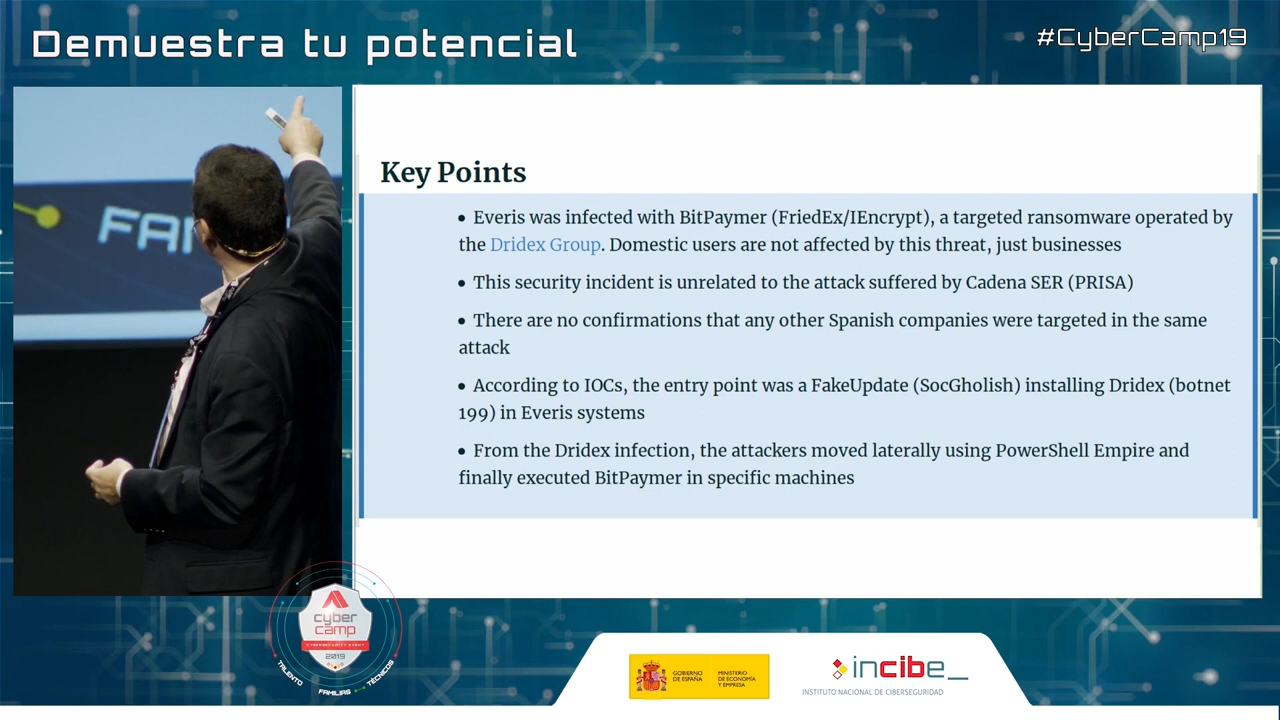 Demuestra tu potencial
#CyberCamp19
FAM
Key Points
• Everis was infected with BitPaymer (FriedEx/IEncrypt), a targeted ransomware operated by
the Dridex Group. Domestic users are not affected by this threat, just businesses
• This security incident is unrelated to the attack suffered by Cadena SER (PRISA)
• There are no confirmations that any other Spanish companies were targeted in the same
attack
• According to IOCs, the entry point was a FakeUpdate (SocGholish) installing Dridex (botnet
199) in Everis systems
• From the Dridex infection, the attackers moved laterally using PowerShell Empire and
finally executed BitPaymer in specific machines
cyber
camp
2019
TALENTO
FAMILIAS
TÉCNICOS
GOBIERNO
DE ESPAÑA
MINISTERIO
DE ECONOMÍA
Y EMPRESA
incibe_
INSTITUTO NACIONAL DE CIBERSEGURIDAD